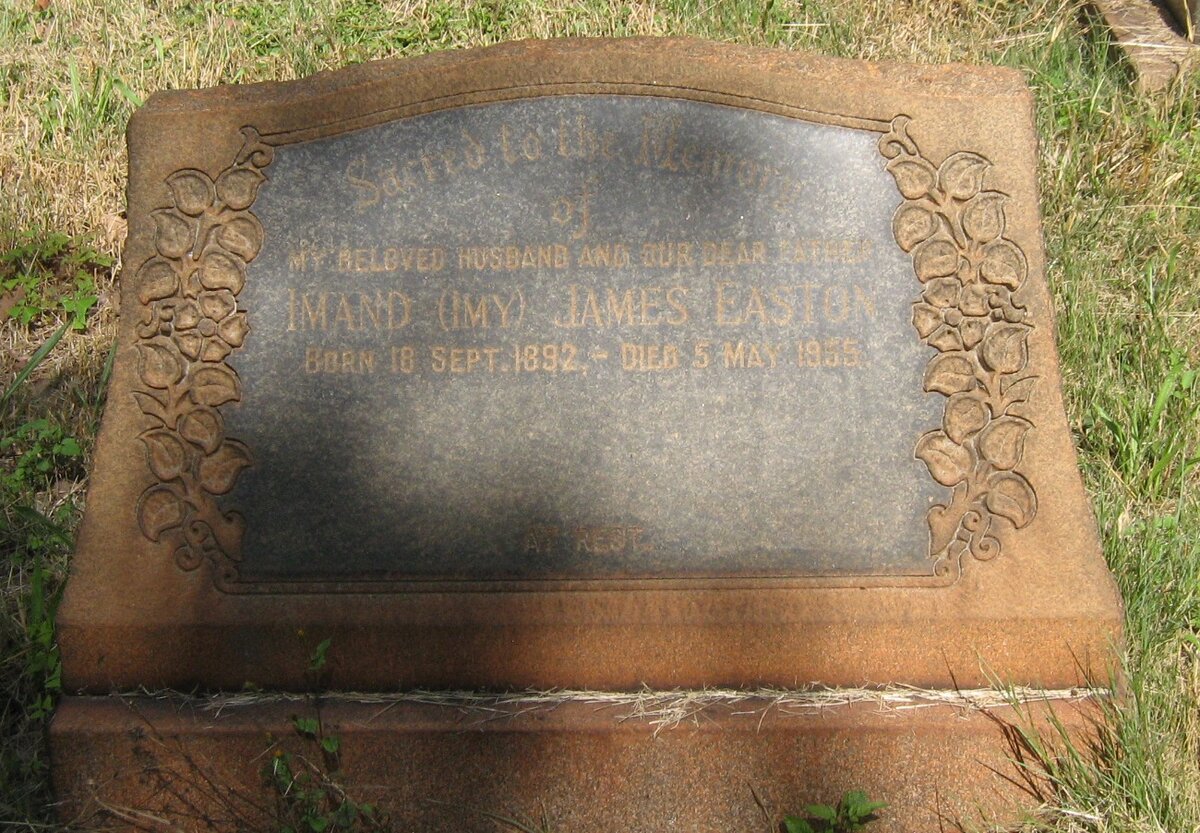 Sacred to the Memory
of
MY BELOVED HUSBAND AND OUR DEAR FATHER
IMAND (IMY) JAMES EASTON
BORN 18 SEPT. 1892, - DIED 5 MAY 1955.
AT REST.